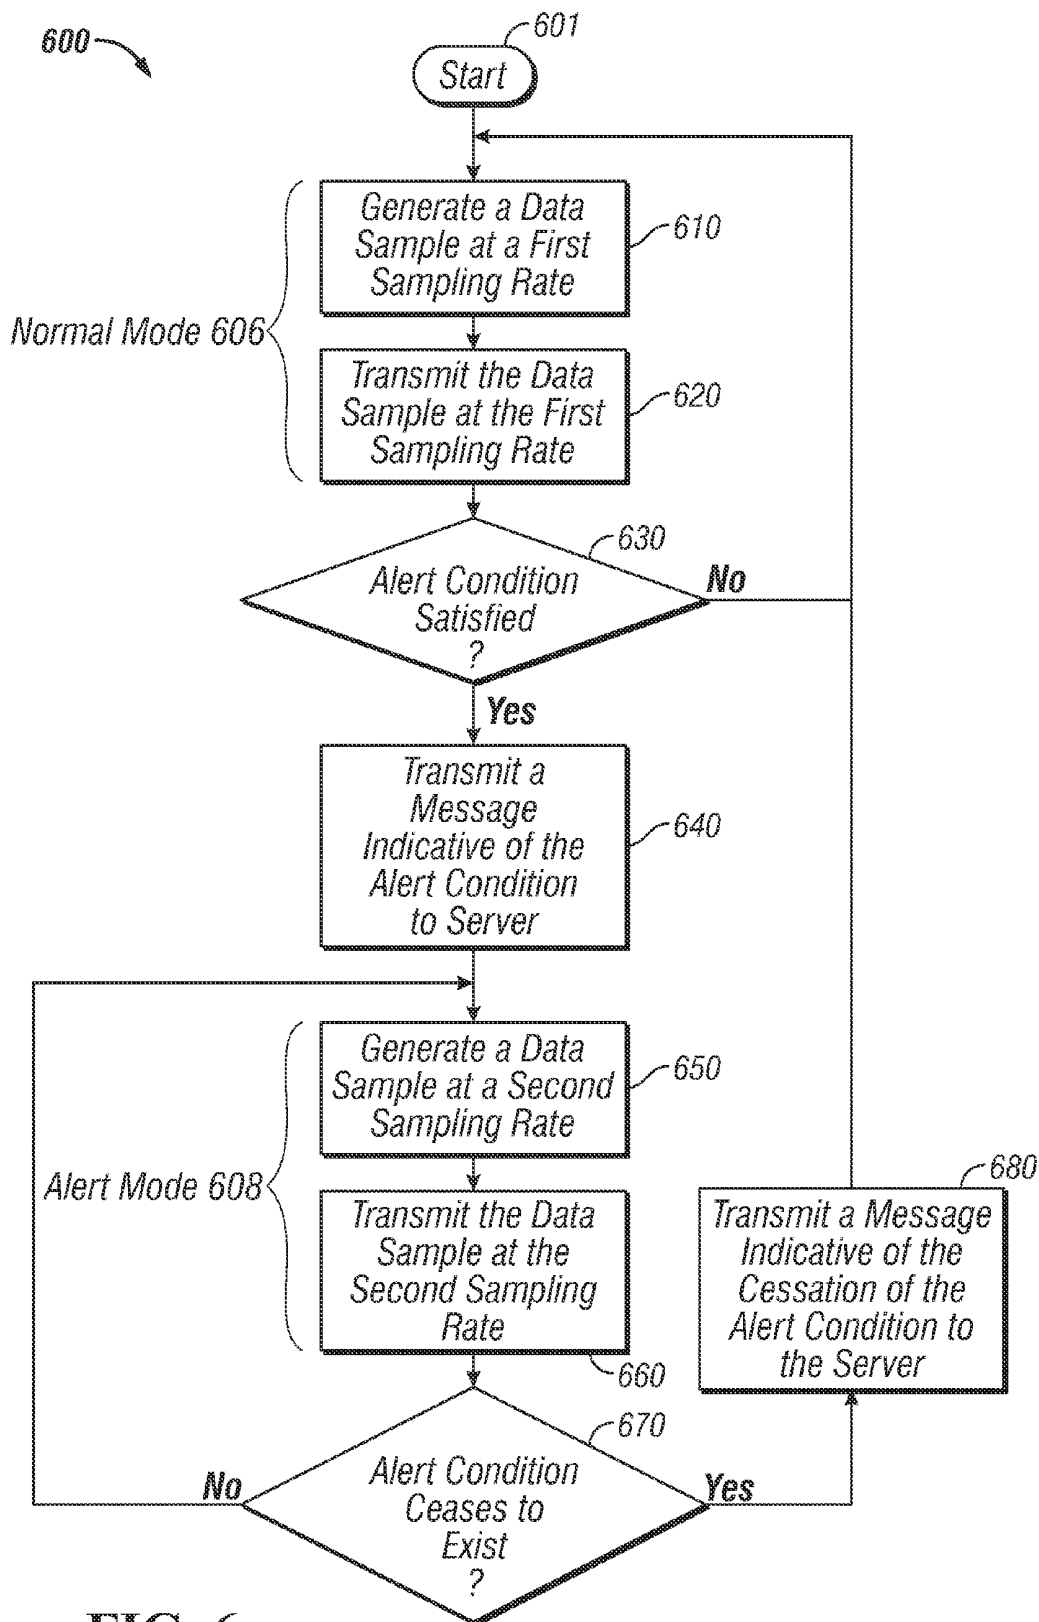 600
601
Start
Generate a Data
Sample at a First
Sampling Rate
610
Normal Mode 606
Transmit the Data
Sample at the First
Sampling Rate
620
630
Alert Condition
Satisfied
?
No
Yes
Transmit a
Message
Indicative of the
Alert Condition
to Server
640
Generate a Data
Sample at a Second
Sampling Rate
650
Alert Mode 608
Transmit the Data
Sample at the
Second Sampling
Rate
660
680
Transmit a Message
Indicative of the
Cessation of the
Alert Condition to
the Server
670
Alert Condition
Ceases to
Exist
?
No
Yes
FIG. 6